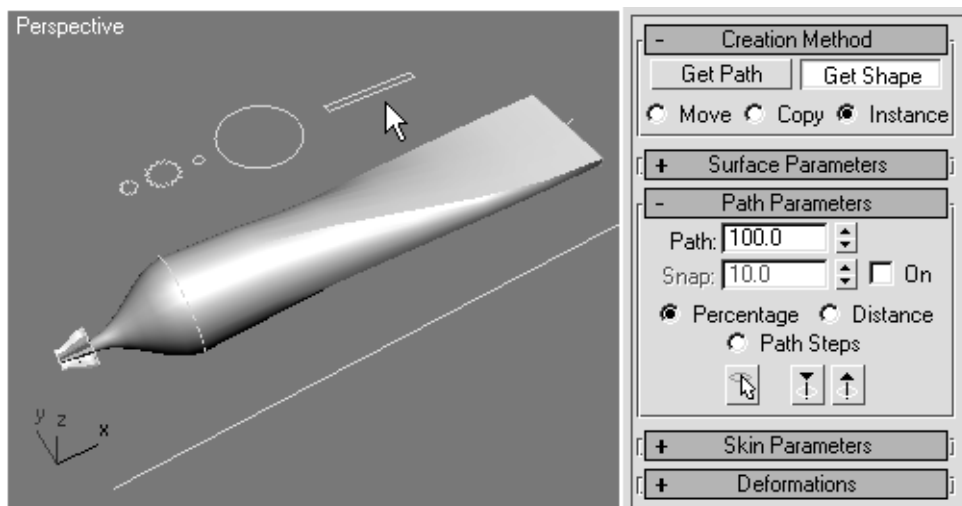 Perspective
y z x
- Creation Method
Get Path Get Shape
Move Copy Instance
+ Surface Parameters
- Path Parameters
Path: 100.0
Snap: 10.0 On
Percentage Distance
Path Steps
+ Skin Parameters
+ Deformations